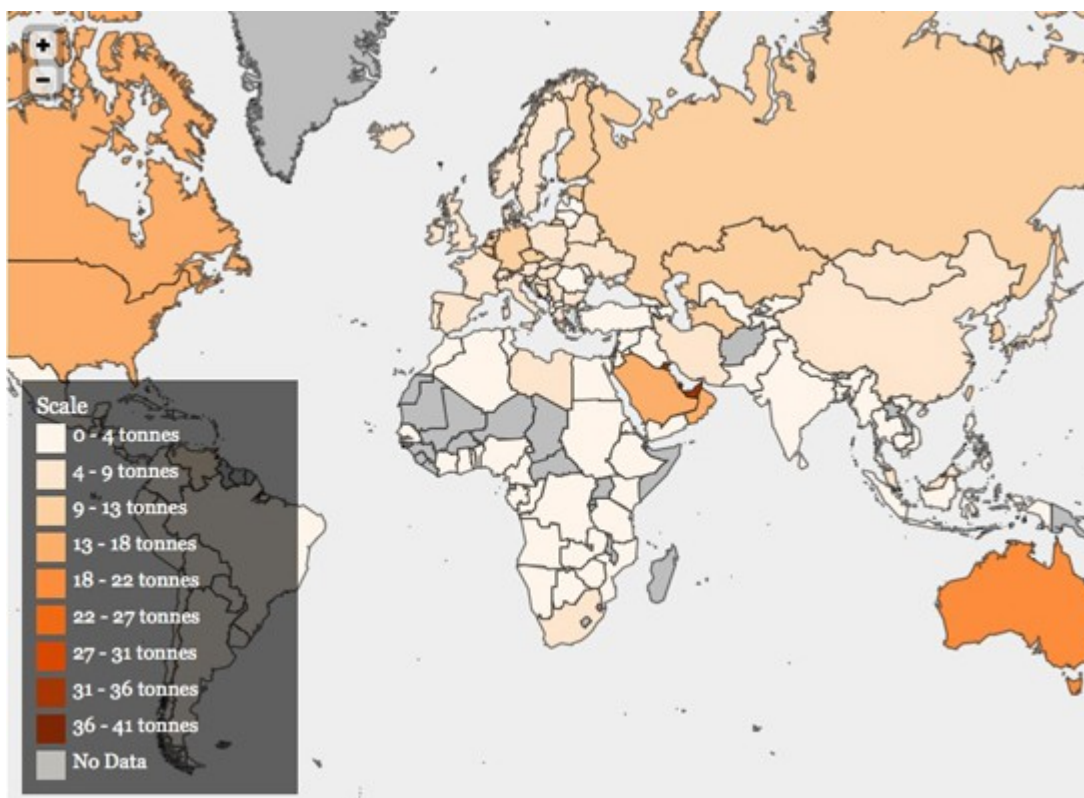 +
−
Scale
0 - 4 tonnes
4 - 9 tonnes
9 - 13 tonnes
13 - 18 tonnes
18 - 22 tonnes
22 - 27 tonnes
27 - 31 tonnes
31 - 36 tonnes
36 - 41 tonnes
No Data